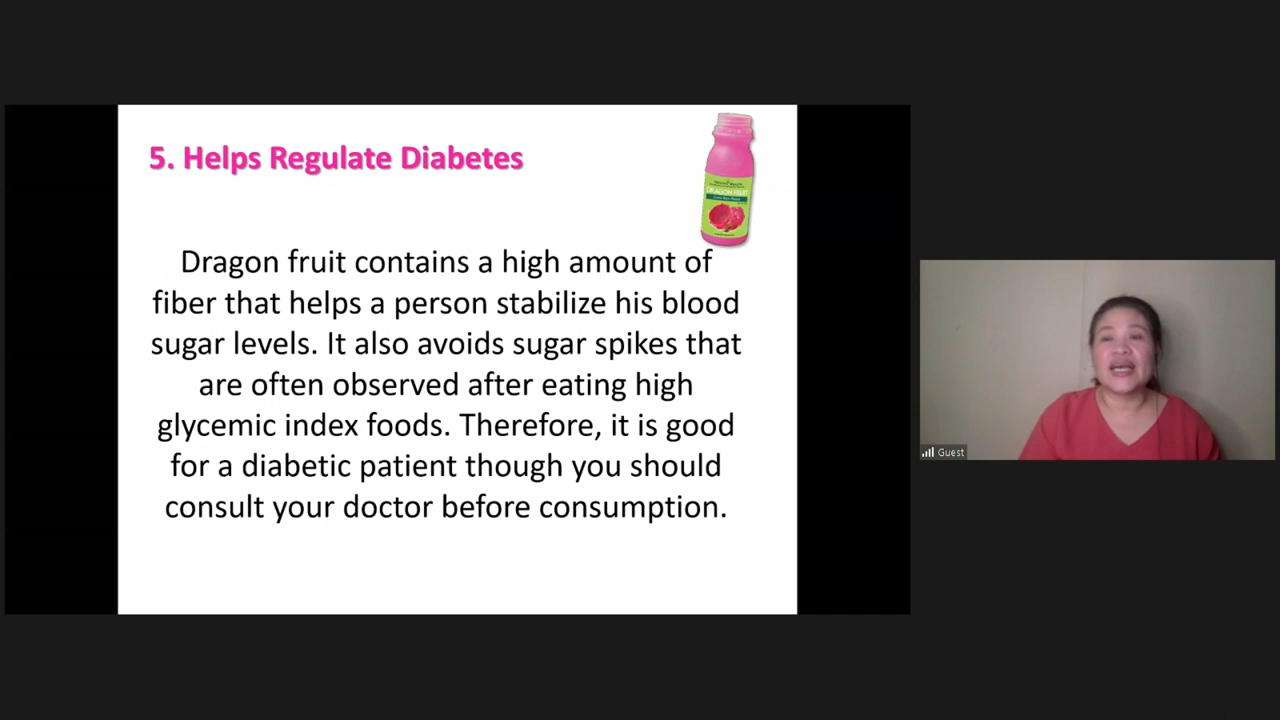 5. Helps Regulate Diabetes
DRAGON FRUIT
Dragon fruit contains a high amount of
fiber that helps a person stabilize his blood
sugar levels. It also avoids sugar spikes that
are often observed after eating high
glycemic index foods. Therefore, it is good
for a diabetic patient though you should
consult your doctor before consumption.
Guest